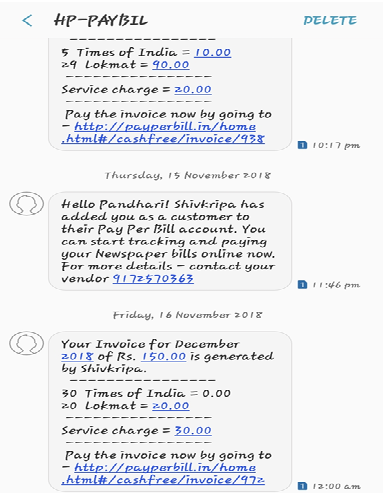 HP-PAYBIL
DELETE
5 Times of India = 10.00
29 Lokmat = 90.00
Service charge = 20.00
Pay the invoice now by going to
- http://payperbill.in/home
.html#/cashfree/invoice/938
1 10:17 pm
Thursday, 15 November 2018
Hello Pandhari! Shivkripa has
added you as a customer to
their Pay Per Bill account. You
can start tracking and paying
your Newspaper bills online now.
For more details - contact your
vendor 9172570363
1 11:46 pm
Friday, 16 November 2018
Your Invoice for December
2018 of Rs. 150.00 is generated
by Shivkripa.
30 Times of India = 0.00
20 Lokmat = 20.00
Service charge = 30.00
Pay the invoice now by going to
- http://payperbill.in/home
.html#/cashfree/invoice/972
1 12:00 am